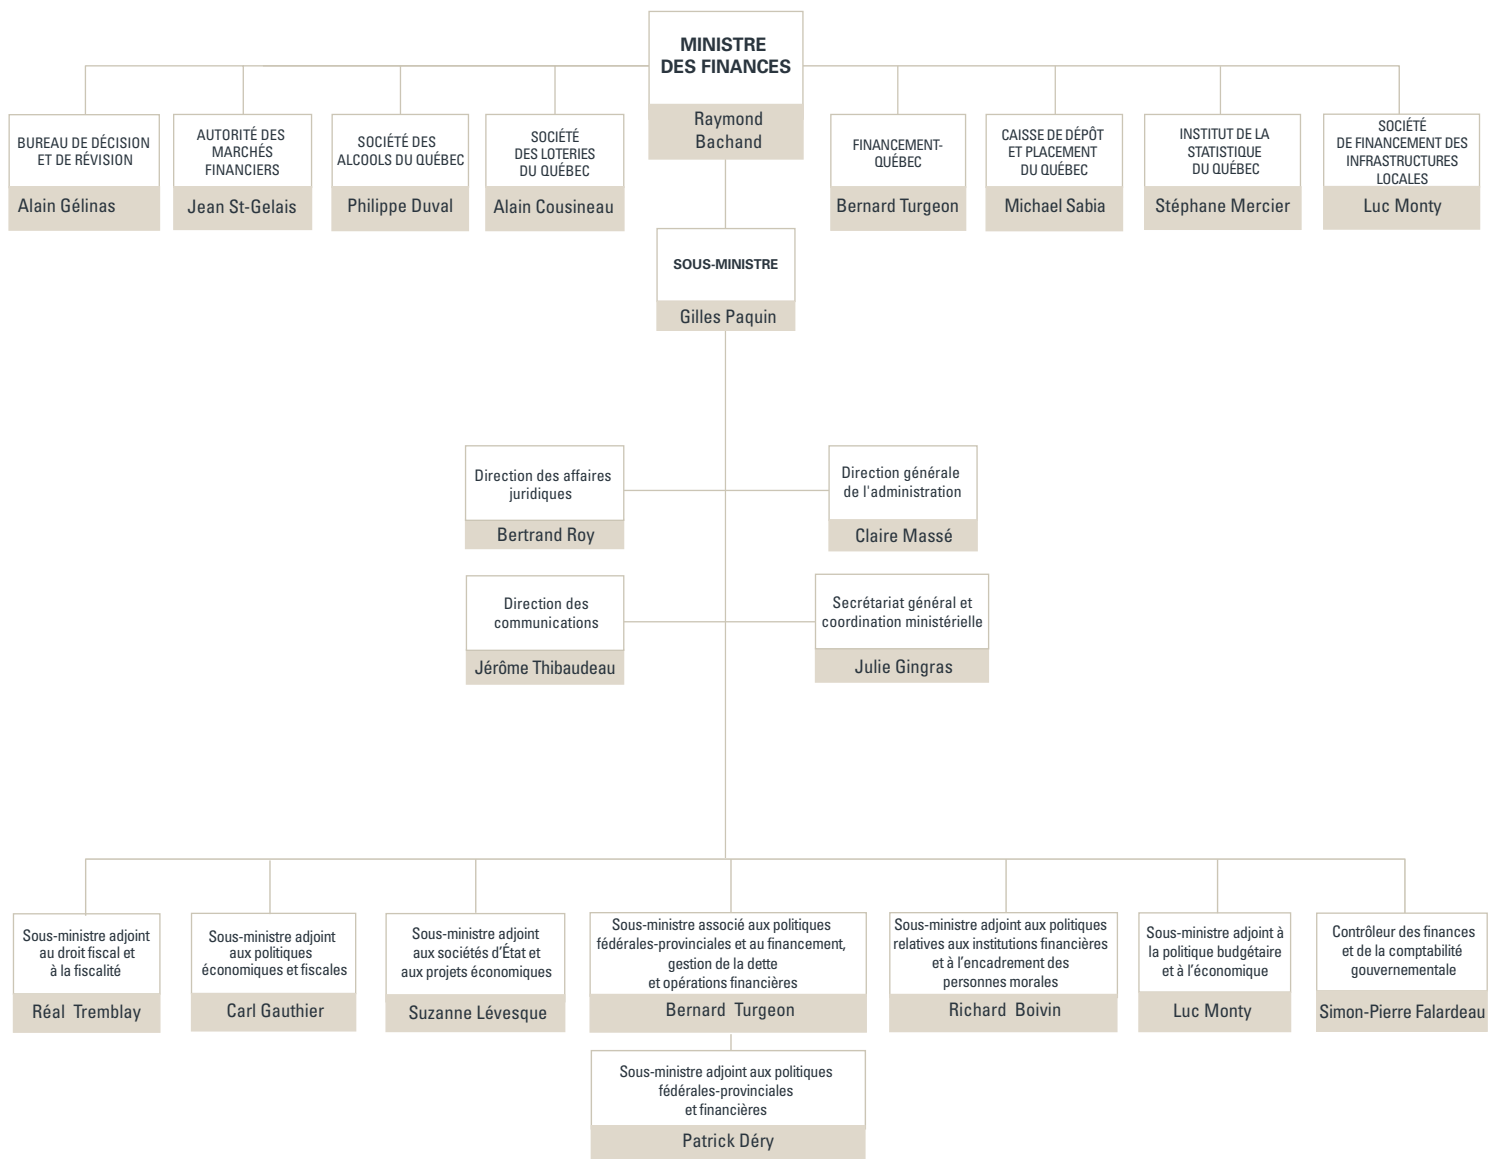 MINISTRE
DES FINANCES
Raymond
Bachand
BUREAU DE DÉCISION
ET DE RÉVISION
Alain Gélinas
AUTORITÉ DES
MARCHÉS
FINANCIERS
Jean St-Gelais
SOCIÉTÉ DES
ALCOOLS DU QUÉBEC
Philippe Duval
SOCIÉTÉ
DES LOTERIES
DU QUÉBEC
Alain Cousineau
FINANCEMENT-
QUÉBEC
Bernard Turgeon
CAISSE DE DÉPÔT
ET PLACEMENT
DU QUÉBEC
Michael Sabia
INSTITUT DE LA
STATISTIQUE
DU QUÉBEC
Stéphane Mercier
SOCIÉTÉ
DE FINANCEMENT DES
INFRASTRUCTURES
LOCALES
Luc Monty
SOUS-MINISTRE
Gilles Paquin
Direction des affaires
juridiques
Bertrand Roy
Direction générale
de l'administration
Claire Massé
Direction des
communications
Jérôme Thibaudeau
Secrétariat général et
coordination ministérielle
Julie Gingras
Sous-ministre adjoint
au droit fiscal et
à la fiscalité
Réal Tremblay
Sous-ministre adjoint
aux politiques
économiques et fiscales
Carl Gauthier
Sous-ministre adjoint
aux sociétés d'État et
aux projets économiques
Suzanne Lévesque
Sous-ministre associé aux politiques
fédérales-provinciales et au financement,
gestion de la dette
et opérations financières
Bernard Turgeon
Sous-ministre adjoint aux politiques
relatives aux institutions financières
et à l'encadrement des
personnes morales
Richard Boivin
Sous-ministre adjoint à
la politique budgétaire
et à l'économique
Luc Monty
Contrôleur des finances
et de la comptabilité
gouvernementale
Simon-Pierre Falardeau
Sous-ministre adjoint aux politiques
fédérales-provinciales
et financières
Patrick Déry